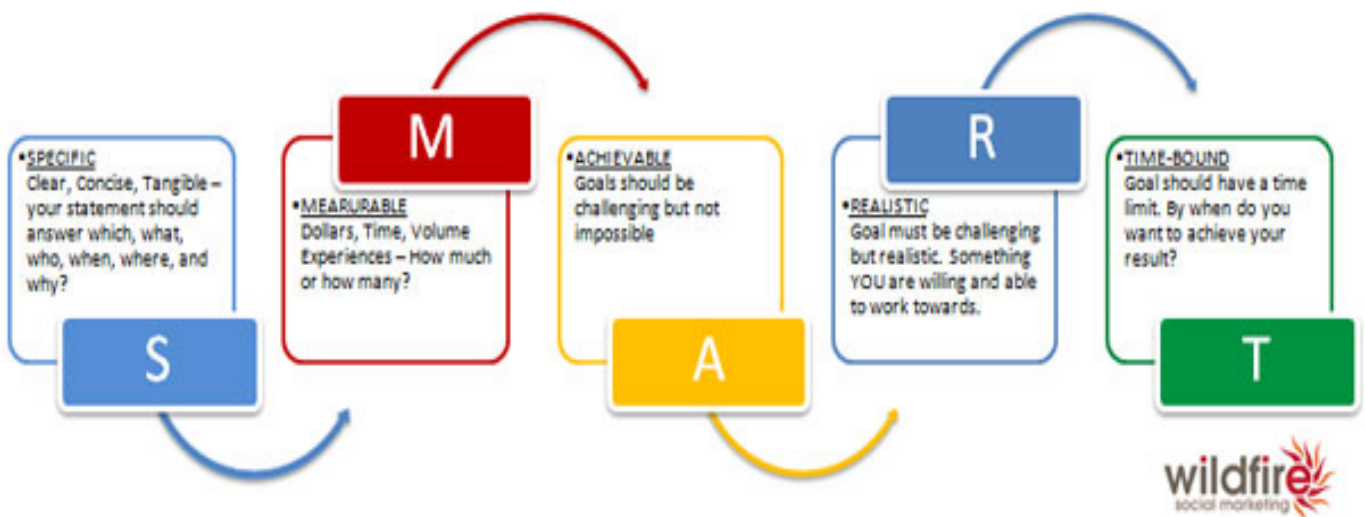 •SPECIFIC
Clear, Concise, Tangible –
your statement should
answer which, what,
who, when, where, and
why?
S
M
•MEARURABLE
Dollars, Time, Volume
Experiences – How much
or how many?
•ACHIEVABLE
Goals should be
challenging but not
impossible
A
R
•REALISTIC
Goal must be challenging
but realistic. Something
YOU are willing and able
to work towards.
•TIME-BOUND
Goal should have a time
limit. By when do you
want to achieve your
result?
T
wildfire
social marketing